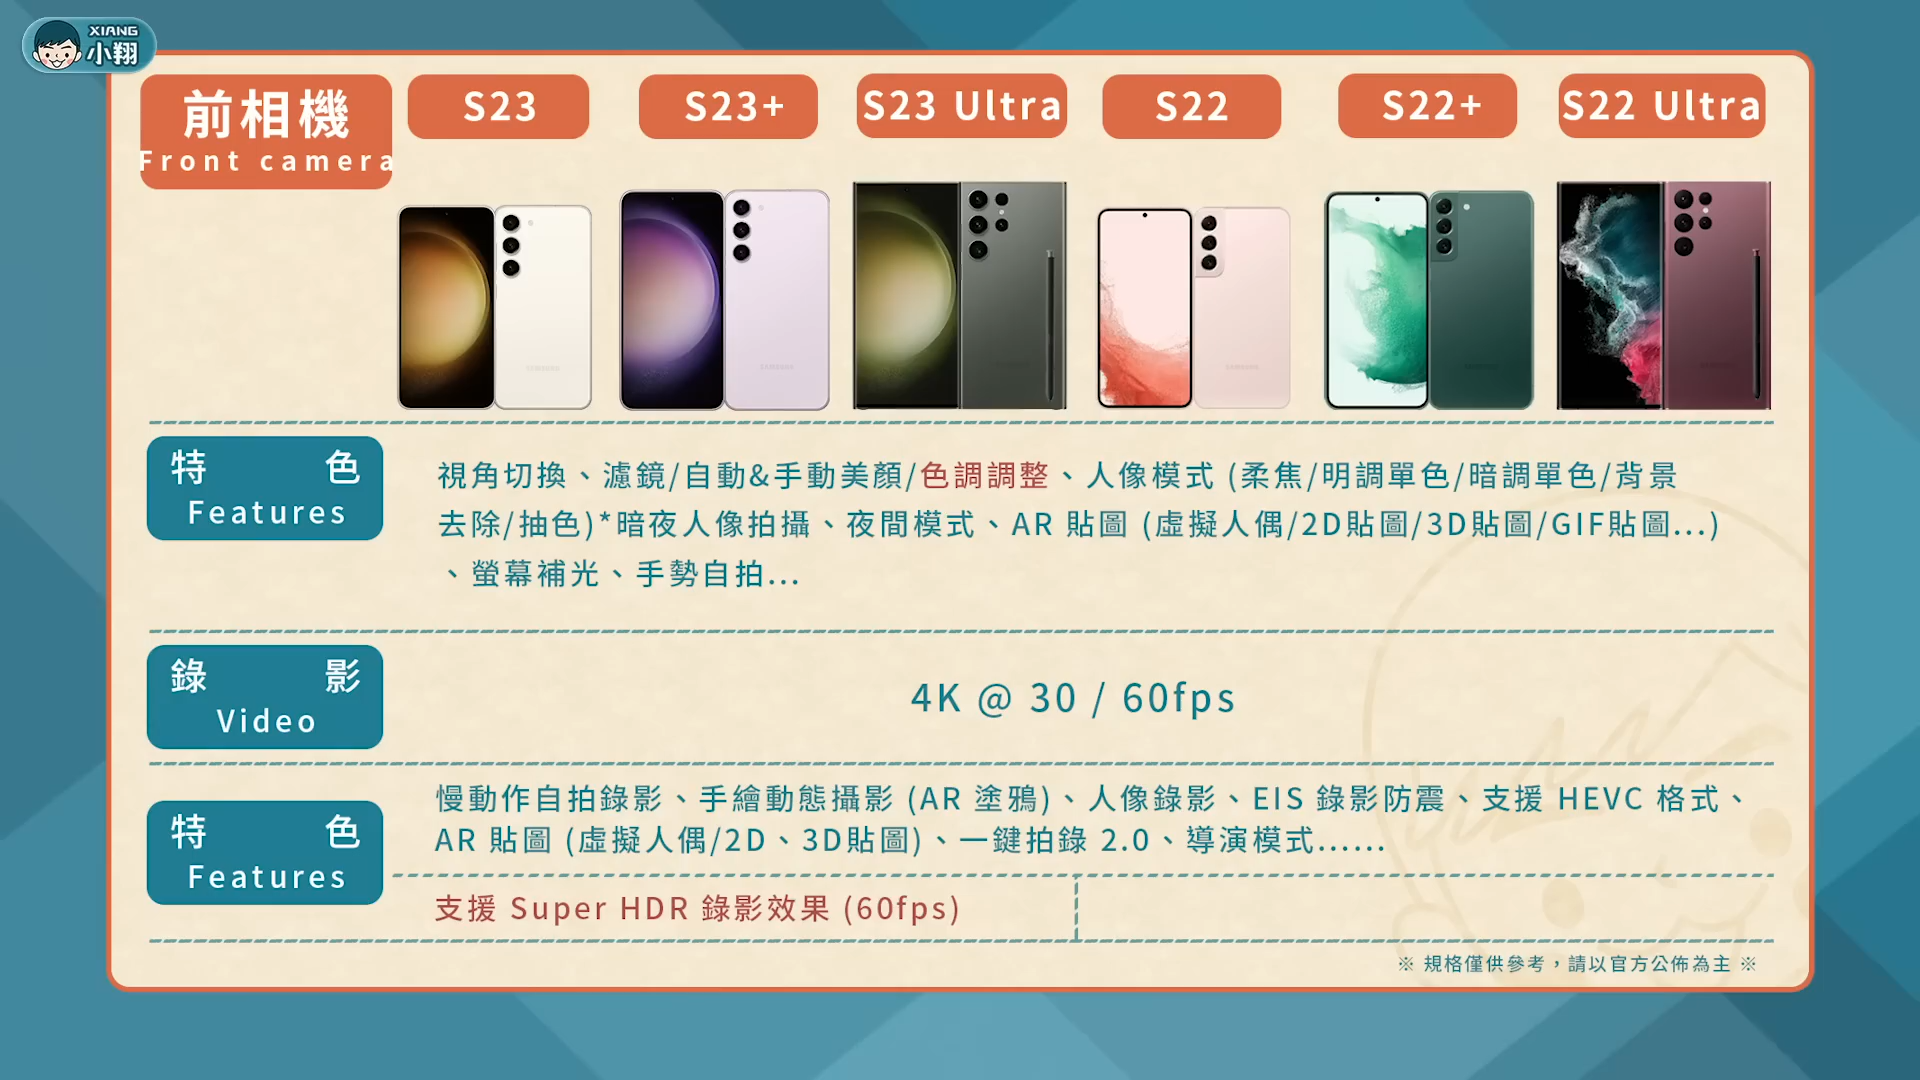 XIANG
小翔
前相機
Front camera
S23
S23+
S23 Ultra
S22
S22+
S22 Ultra
特色
Features
視角切換、濾鏡/自動&手動美顏/色調調整、人像模式 (柔焦/明調單色/暗調單色/背景
去除/抽色)*暗夜人像拍攝、夜間模式、AR 貼圖 (虛擬人偶/2D貼圖/3D貼圖/GIF貼圖...)
、螢幕補光、手勢自拍...
錄影
Video
4K @ 30 / 60fps
特色
Features
慢動作自拍錄影、手繪動態攝影 (AR 塗鴉)、人像錄影、EIS 錄影防震、支援 HEVC 格式、
AR 貼圖 (虛擬人偶/2D、3D貼圖)、一鍵拍錄 2.0、導演模式......
支援 Super HDR 錄影效果 (60fps)
※ 規格僅供參考，請以官方公佈為主 ※